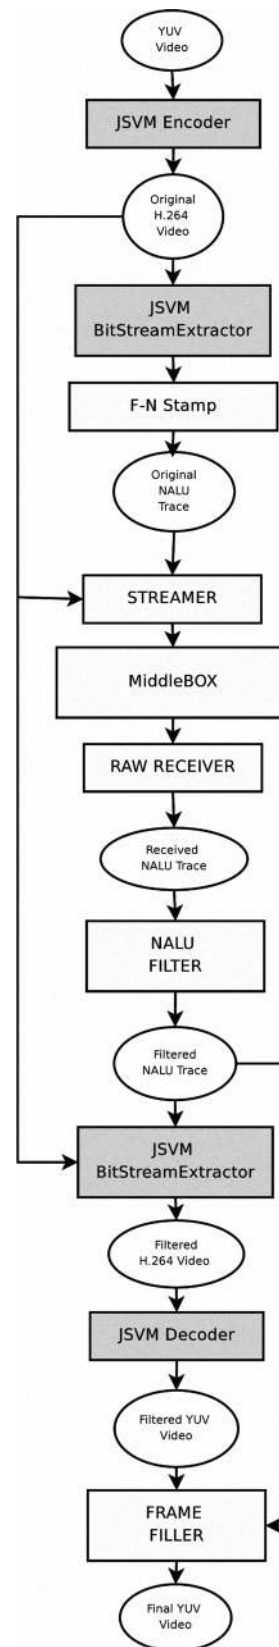 YUV
Video
JSVM Encoder
Original
H.264
Video
JSVM
BitStreamExtractor
F-N Stamp
Original
NALU
Trace
STREAMER
MiddleBOX
RAW RECEIVER
Received
NALU Trace
NALU
FILTER
Filtered
NALU Trace
JSVM
BitStreamExtractor
Filtered
H.264 Video
JSVM Decoder
Filtered YUV
Video
FRAME
FILLER
Final YUV
Video